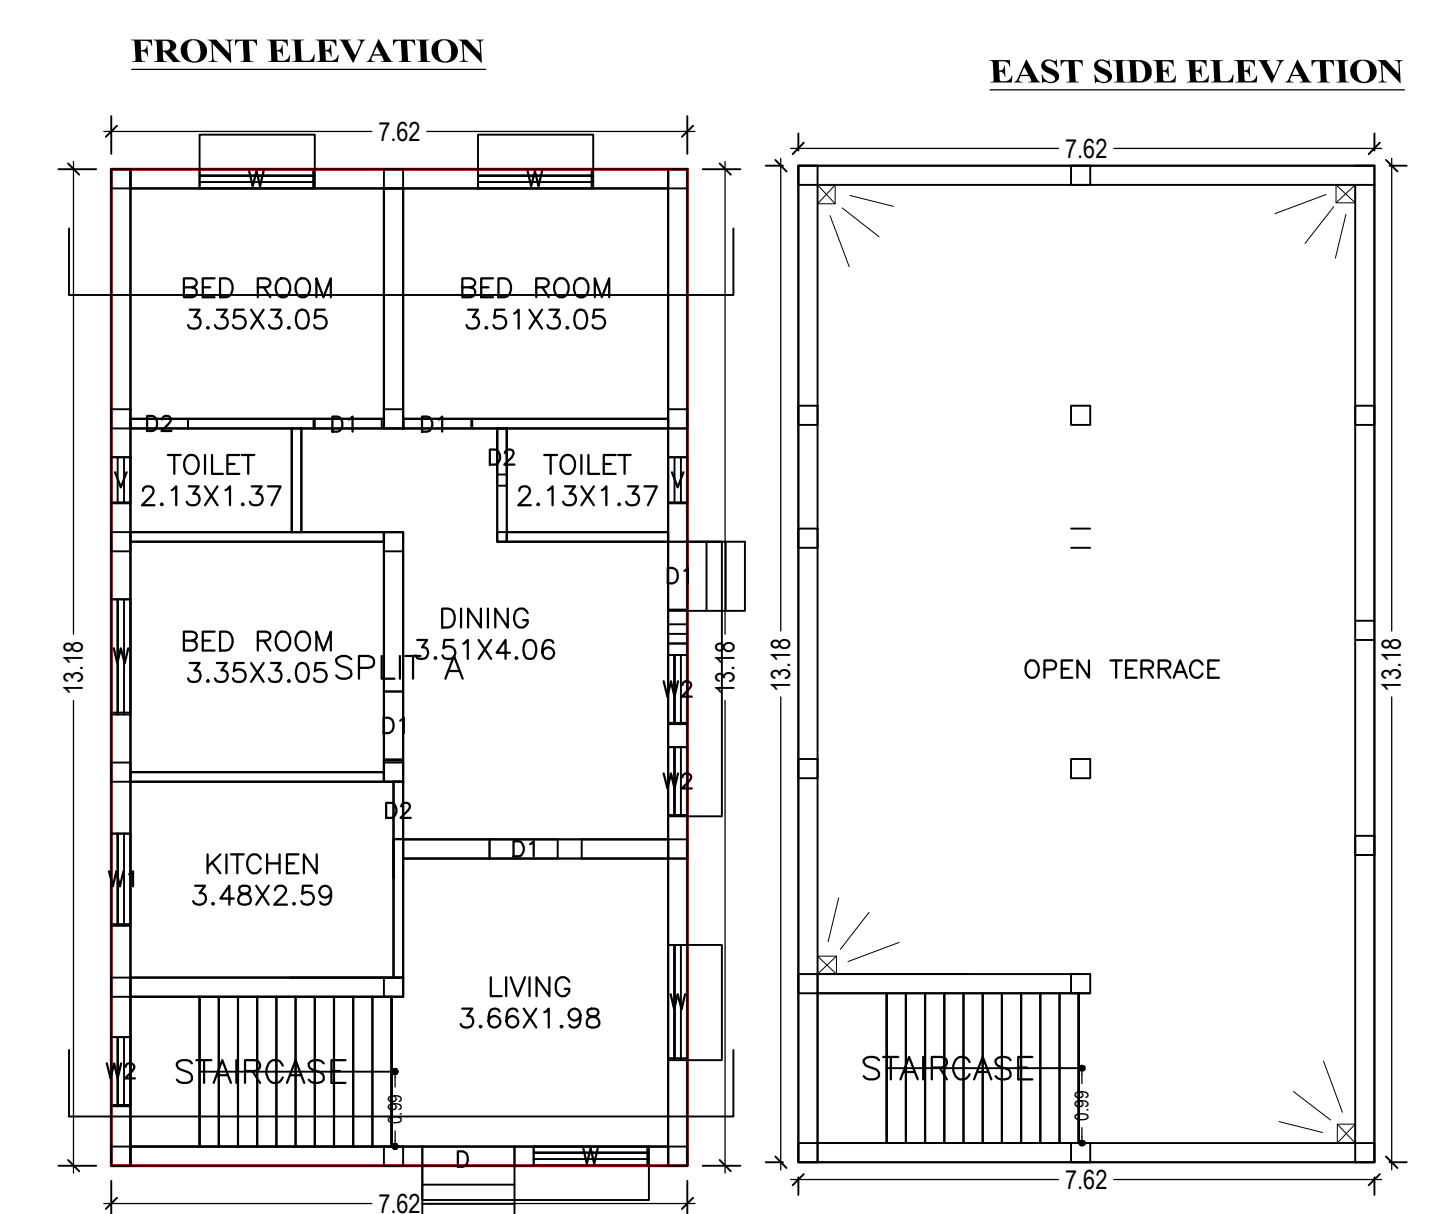 FRONT ELEVATION
EAST SIDE ELEVATION
7.62
7.62
W
W
BED ROOM
3.35X3.05
BED ROOM
3.51X3.05
D2
D1
D1
D2
TOILET
2.13X1.37
TOILET
2.13X1.37
V
V
D1
DINING
3.51X4.06
BED ROOM
3.35X3.05
SPLIT A
W
13.18
13.18
13.18
13.18
OPEN TERRACE
W2
D1
W2
D2
D1
KITCHEN
3.48X2.59
W1
LIVING
3.66X1.98
W
STAIRCASE
W2
0.99
STAIRCASE
0.99
D
W
7.62
7.62